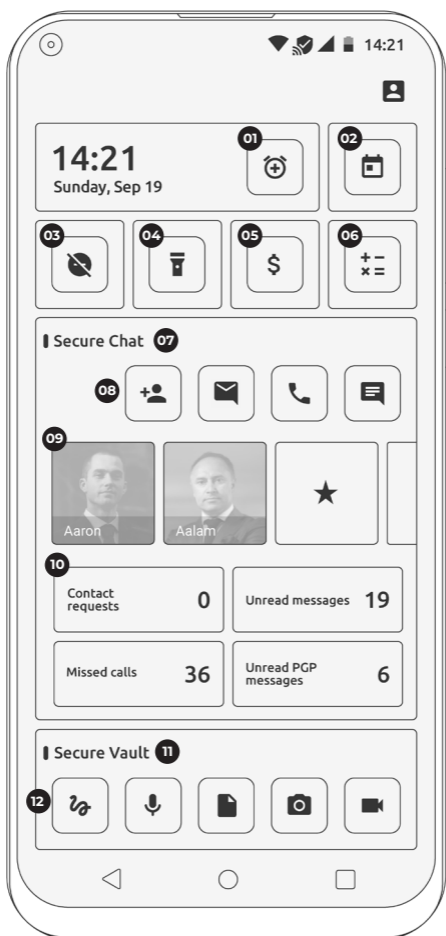 14:21
01
02
14:21
Sunday, Sep 19
03
04
05
06
Secure Chat 07
08
09
Aaron
Aalam
10
Contact
requests
0
Unread messages 19
Missed calls 36
Unread PGP
messages
6
Secure Vault 11
12